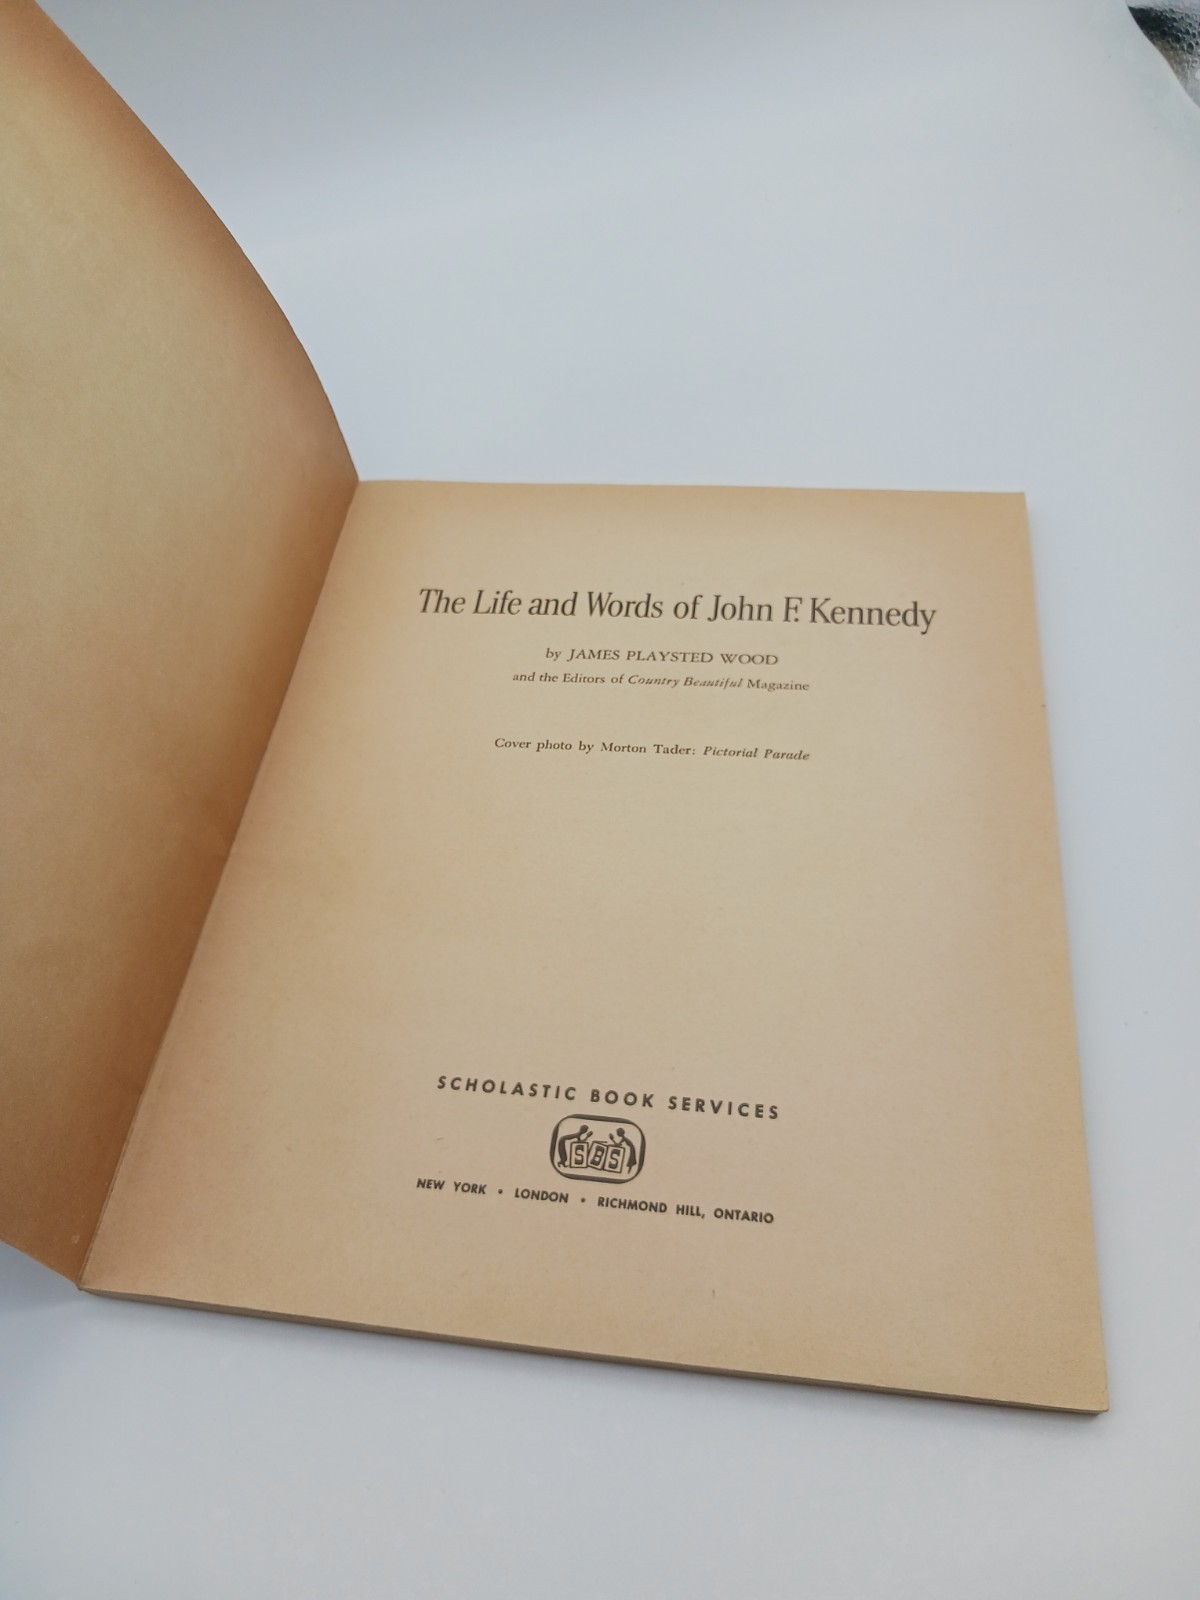 The Life and Words of John F. Kennedy
by JAMES PLAYSTED WOOD
and the Editors of Country Beautiful Magazine
Cover photo by Morton Tader: Pictorial Parade
SCHOLASTIC BOOK SERVICES
SBS
NEW YORK • LONDON • RICHMOND HILL, ONTARIO